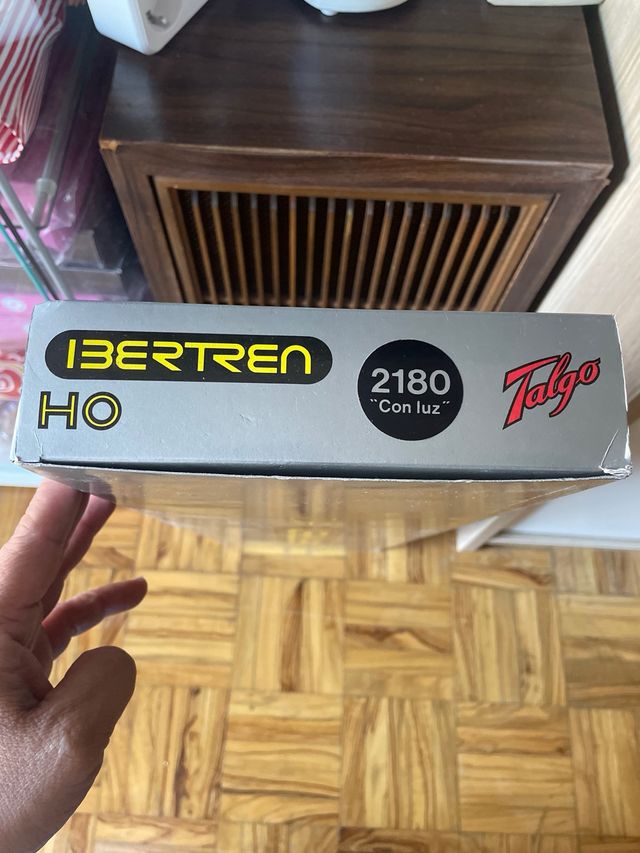 IBERTREN
HO
2180
"Con luz"
Talgo